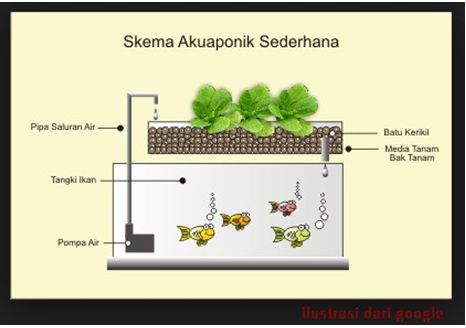 Skema Akuaponik Sederhana
Pipa Saluran Air
Batu Kerikil
Media Tanam
Bak Tanam
Tangki Ikan
Pompa Air
ilustrasi dari google